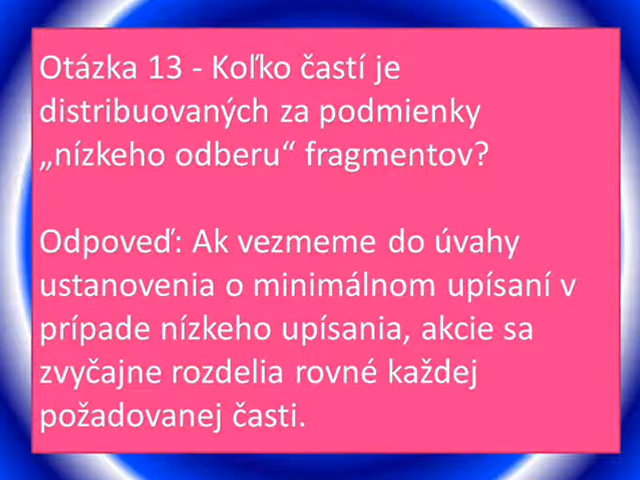 Otázka 13 - Koľko častí je
distribuovaných za podmienky
„nízkeho odberu“ fragmentov?
Odpoveď: Ak vezmeme do úvahy
ustanovenia o minimálnom upísaní v
prípade nízkeho upísania, akcie sa
zvyčajne rozdelia rovné každej
požadovanej časti.